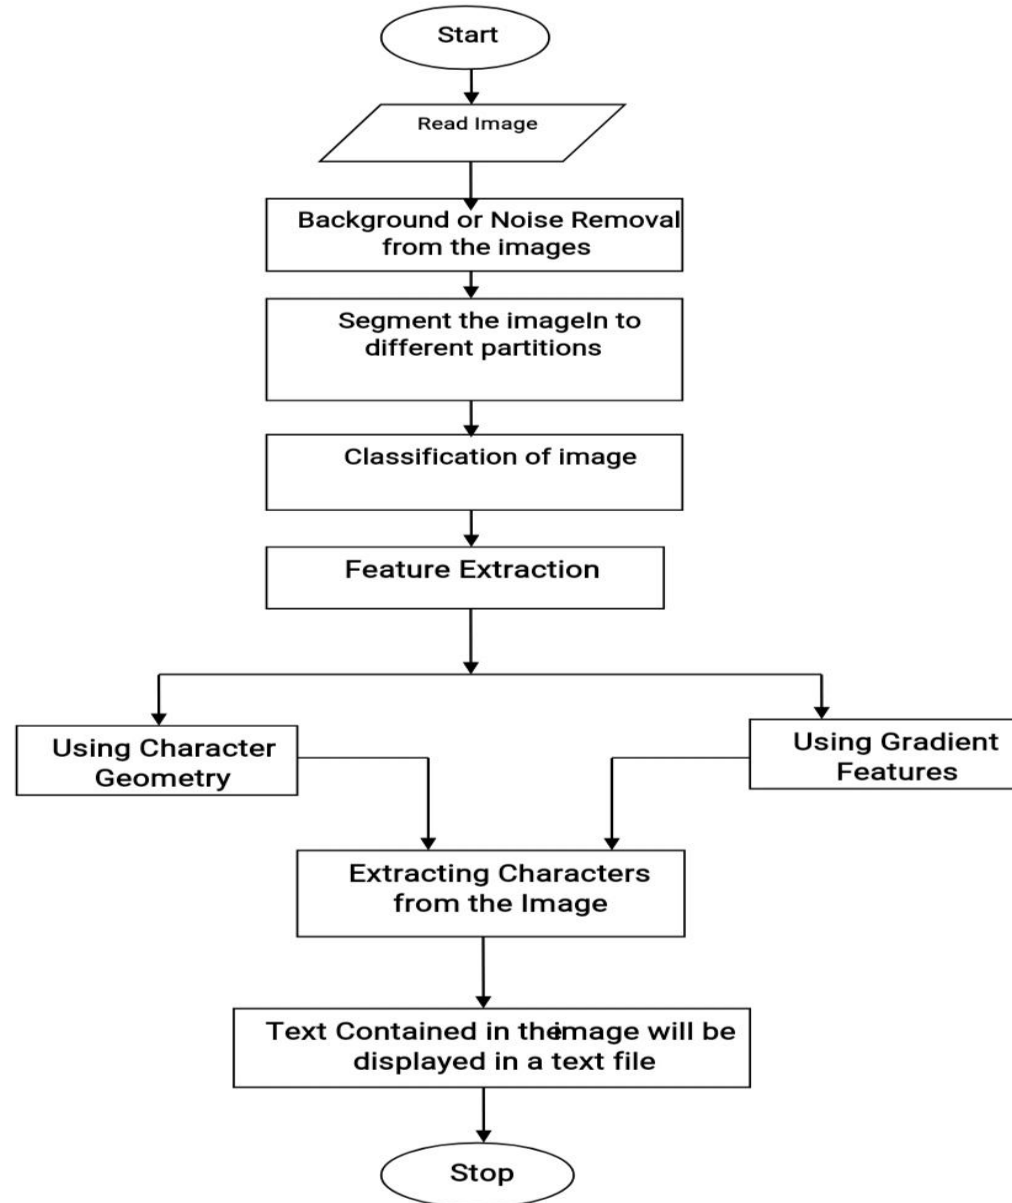 Start
Read Image
Background or Noise Removal
from the images
Segment the imageIn to
different partitions
Classification of image
Feature Extraction
Using Character
Geometry
Using Gradient
Features
Extracting Characters
from the Image
Text Contained in the image will be
displayed in a text file
Stop